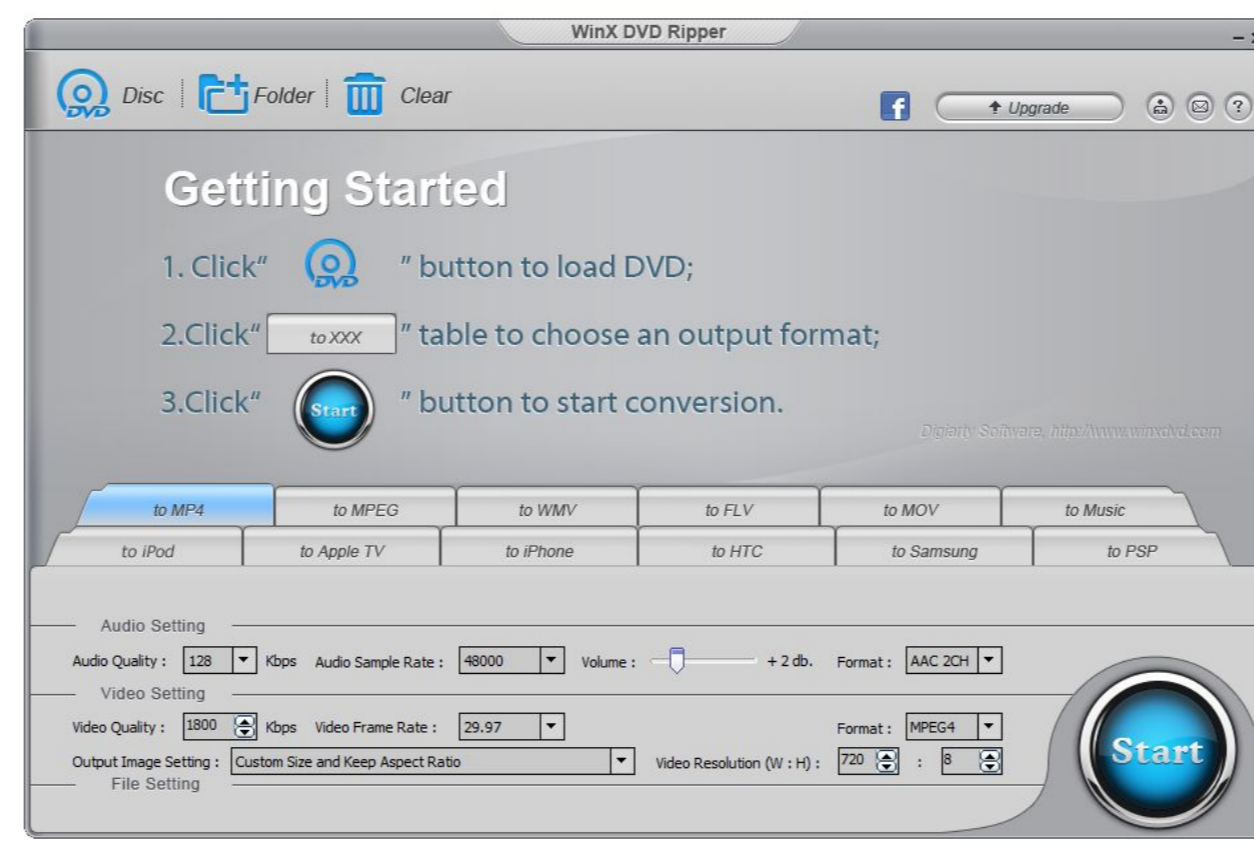 WinX DVD Ripper
Disc Folder Clear
f Upgrade ?
Getting Started
1. Click“ DVD ” button to load DVD;
2.Click“ to XXX ” table to choose an output format;
3.Click“ Start ” button to start conversion.
Digiarty Software, http://www.winxdvd.com
to MP4 to MPEG to WMV to FLV to MOV to Music
to iPod to Apple TV to iPhone to HTC to Samsung to PSP
Audio Setting
Audio Quality : 128 Kbps Audio Sample Rate : 48000 Volume : + 2 db. Format : AAC 2CH
Video Setting
Video Quality : 1800 Kbps Video Frame Rate : 29.97 Format : MPEG4
Output Image Setting : Custom Size and Keep Aspect Ratio Video Resolution (W : H) : 720 : 8
File Setting
Start